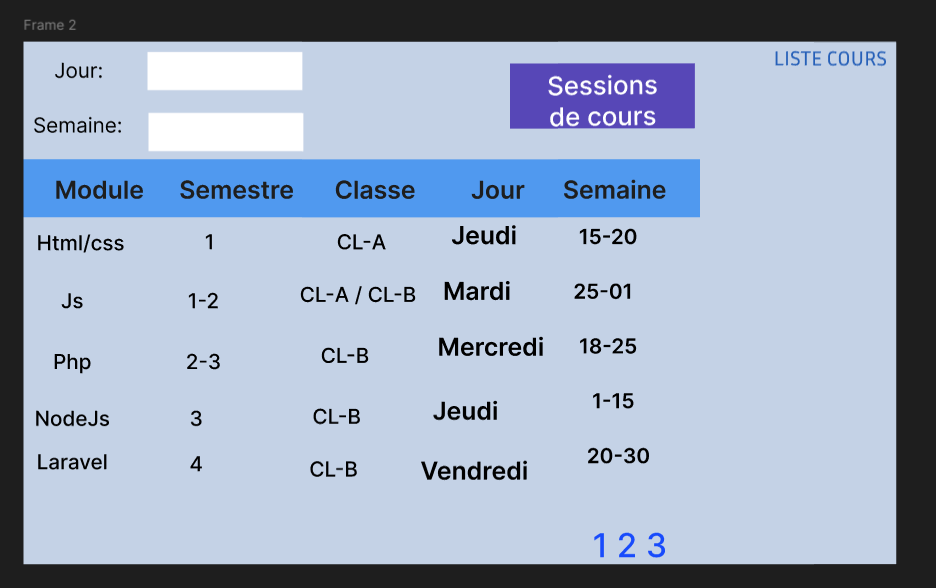 Frame 2
Jour:
LISTE COURS
Sessions
de cours
Semaine:
Module Semestre Classe Jour Semaine
Html/css 1 CL-A Jeudi 15-20
Js 1-2 CL-A / CL-B Mardi 25-01
Php 2-3 CL-B Mercredi 18-25
NodeJs 3 CL-B Jeudi 1-15
Laravel 4 CL-B Vendredi 20-30
1 2 3